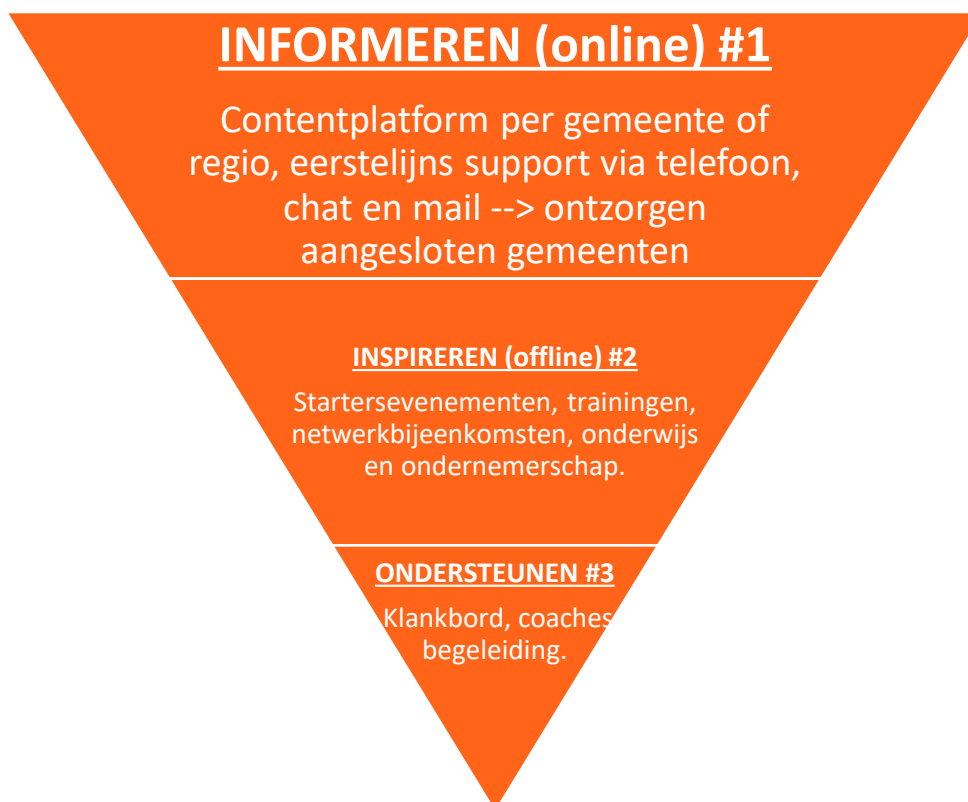 INFORMEREN (online) #1
Contentplatform per gemeente of
regio, eerstelijns support via telefoon,
chat en mail --> ontzorgen
aangesloten gemeenten
INSPIREREN (offline) #2
Startersevenementen, trainingen,
netwerkbijeenkomsten, onderwijs
en ondernemerschap.
ONDERSTEUNEN #3
Klankbord, coaches
begeleiding.